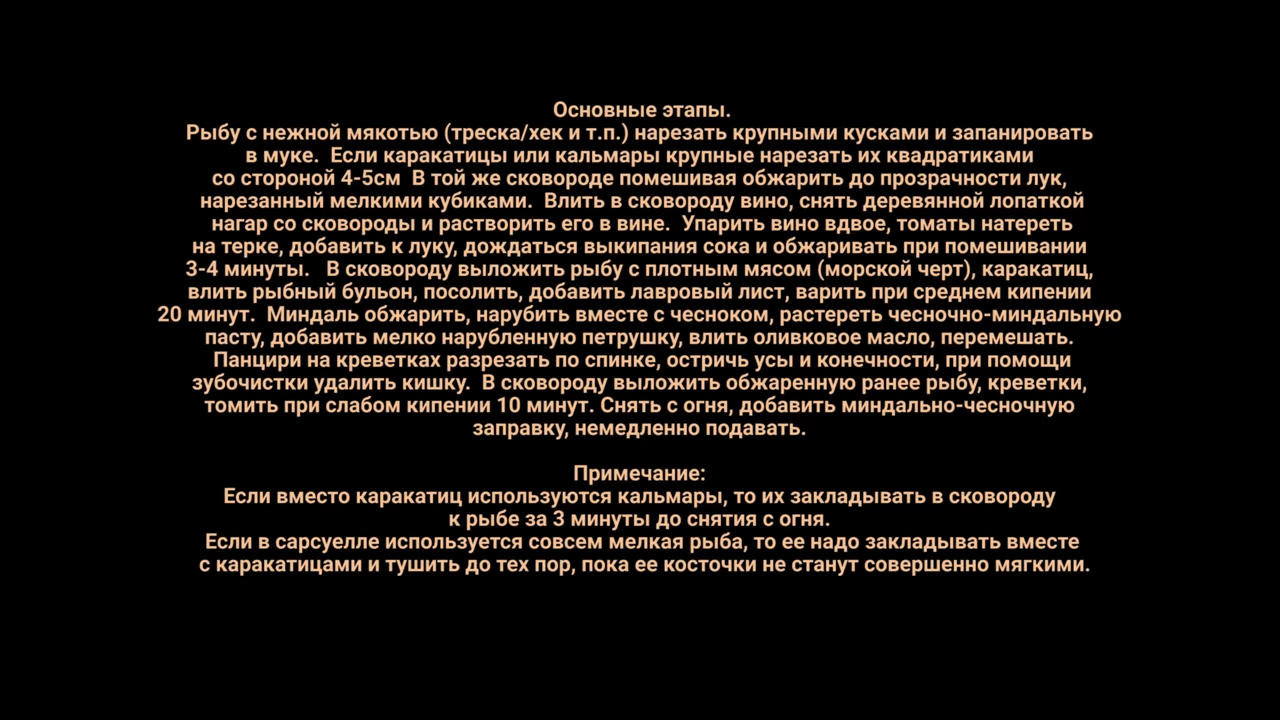 Основные этапы.
Рыбу с нежной мякотью (треска/хек и т.п.) нарезать крупными кусками и запанировать
в муке.  Если каракатицы или кальмары крупные нарезать их квадратиками
со стороной 4-5см  В той же сковороде помешивая обжарить до прозрачности лук,
нарезанный мелкими кубиками.  Влить в сковороду вино, снять деревянной лопаткой
нагар со сковороды и растворить его в вине.  Упарить вино вдвое, томаты натереть
на терке, добавить к луку, дождаться выкипания сока и обжаривать при помешивании
3-4 минуты.   В сковороду выложить рыбу с плотным мясом (морской черт), каракатиц,
влить рыбный бульон, посолить, добавить лавровый лист, варить при среднем кипении
20 минут.  Миндаль обжарить, нарубить вместе с чесноком, растереть чесночно-миндальную
пасту, добавить мелко нарубленную петрушку, влить оливковое масло, перемешать.
Панцири на креветках разрезать по спинке, остричь усы и конечности, при помощи
зубочистки удалить кишку.  В сковороду выложить обжаренную ранее рыбу, креветки,
томить при слабом кипении 10 минут. Снять с огня, добавить миндально-чесночную
заправку, немедленно подавать.
Примечание:
Если вместо каракатиц используются кальмары, то их закладывать в сковороду
к рыбе за 3 минуты до снятия с огня.
Если в сарсуелле используется совсем мелкая рыба, то ее надо закладывать вместе
с каракатицами и тушить до тех пор, пока ее косточки не станут совершенно мягкими.